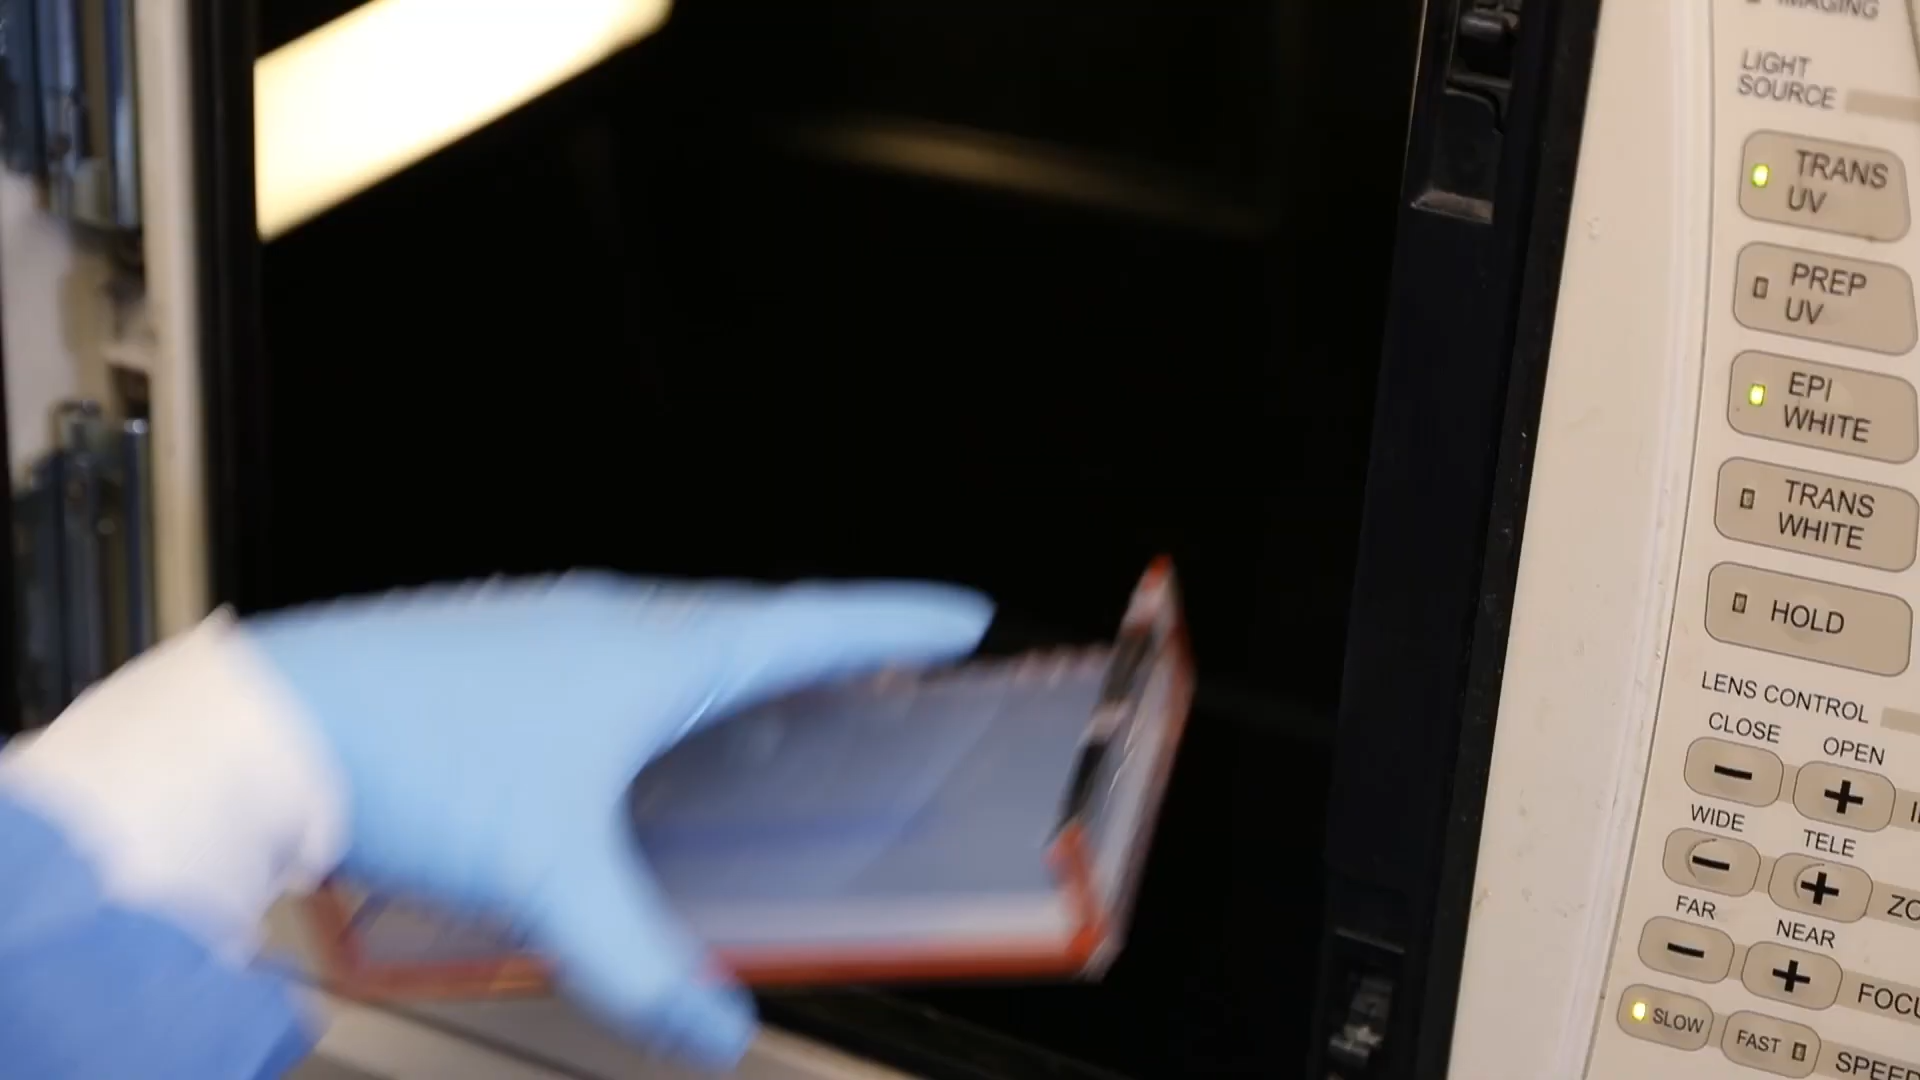 IMAGING
LIGHT
SOURCE
TRANS
UV
PREP
UV
EPI
WHITE
TRANS
WHITE
HOLD
LENS CONTROL
CLOSE
OPEN
WIDE
TELE
FAR
NEAR
SLOW
FAST